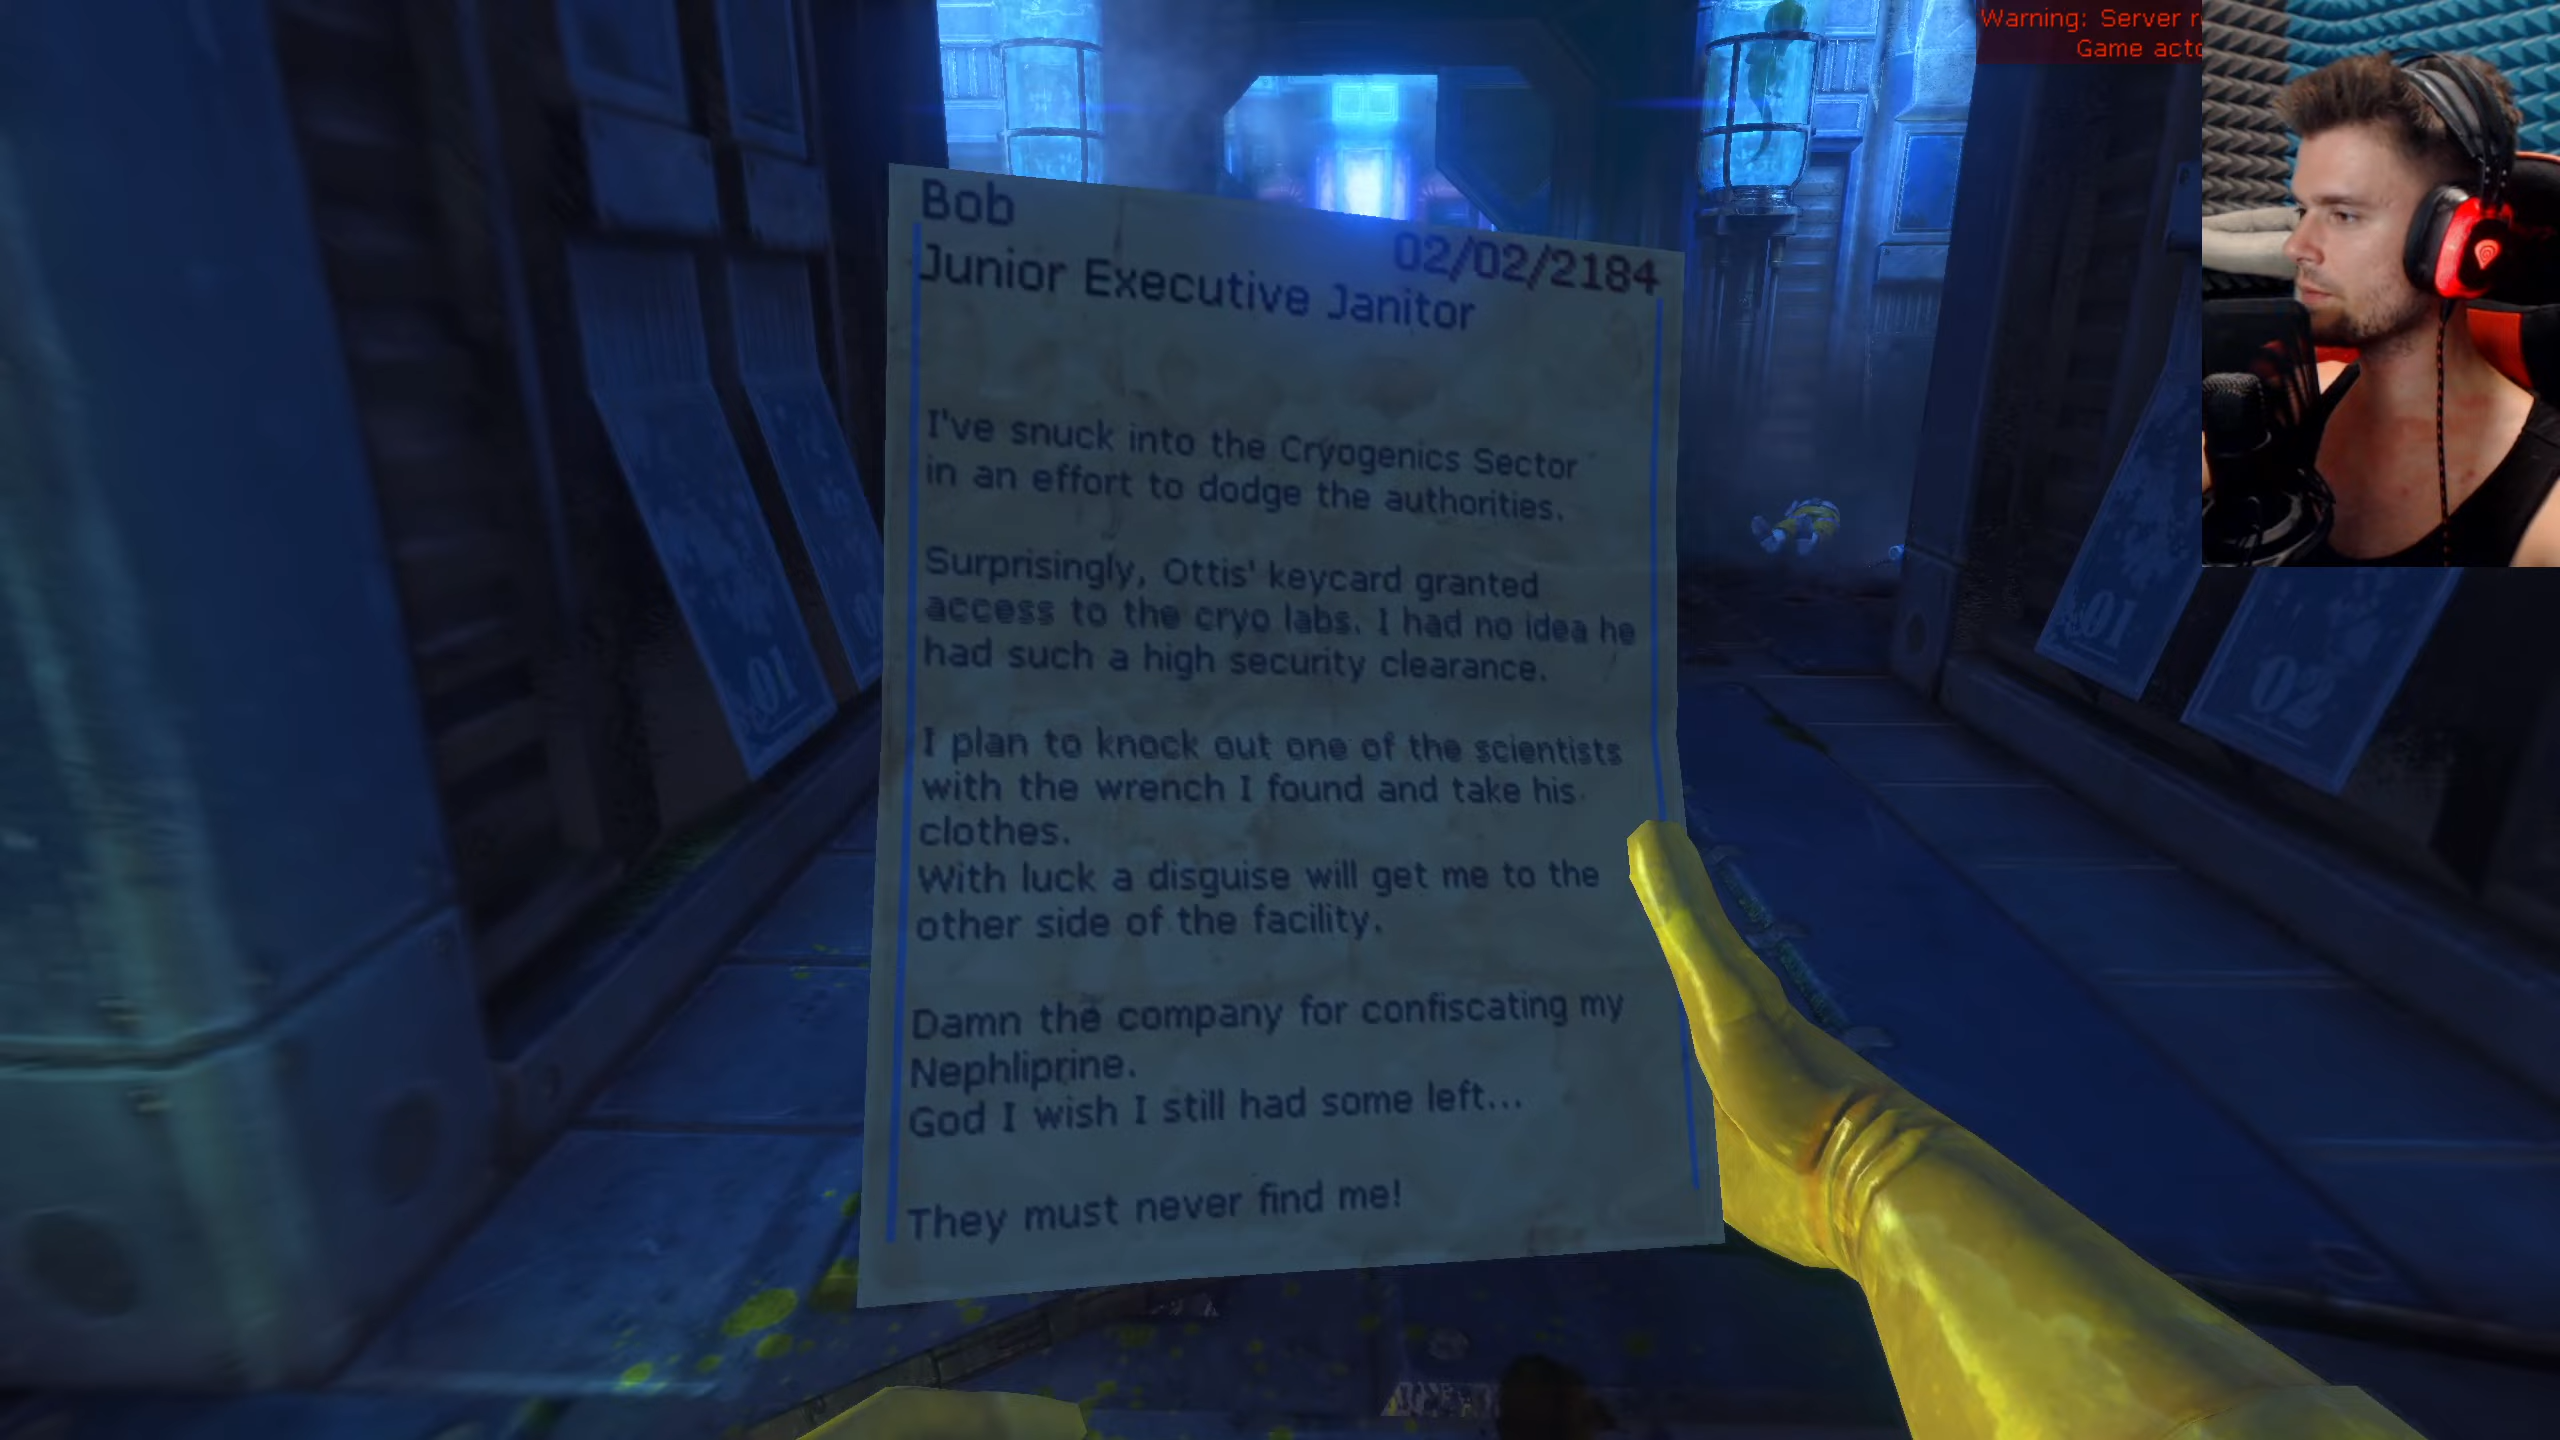 Warning: Server r
Game acto
Bob
02/02/2184
Junior Executive Janitor
I've snuck into the Cryogenics Sector
in an effort to dodge the authorities.
Surprisingly, Ottis' keycard granted
access to the cryo labs. I had no idea he
had such a high security clearance.
I plan to knock out one of the scientists
with the wrench I found and take his
clothes.
With luck a disguise will get me to the
other side of the facility.
Damn the company for confiscating my
Nephliprine.
God I wish I still had some left...
They must never find me!
01
01
02